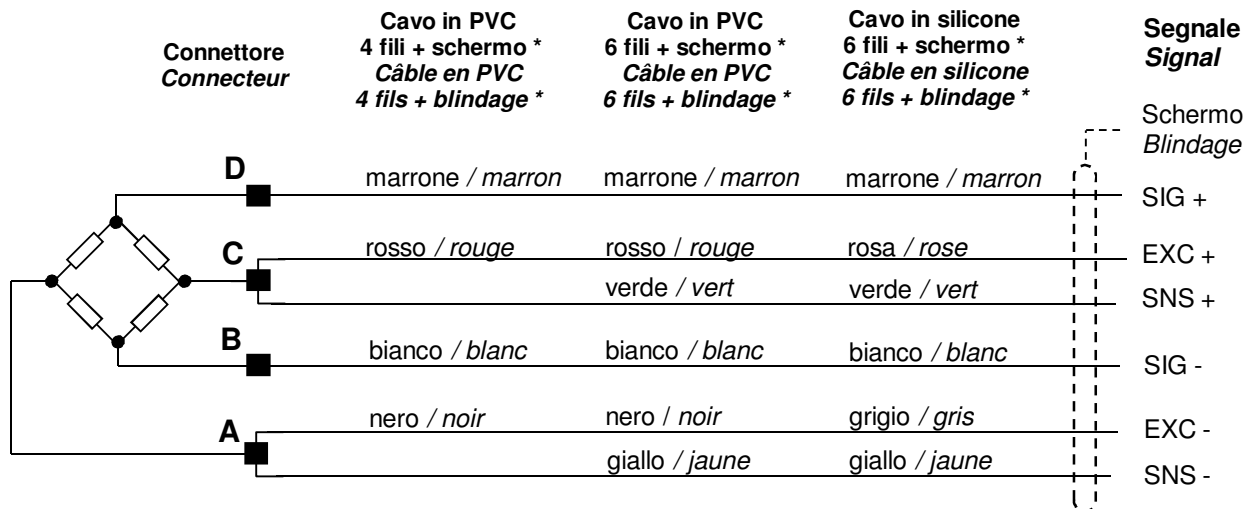 Connettore
Connecteur
Cavo in PVC
4 fili + schermo *
Câble en PVC
4 fils + blindage *
Cavo in PVC
6 fili + schermo *
Câble en PVC
6 fils + blindage *
Cavo in silicone
6 fili + schermo *
Câble en silicone
6 fils + blindage *
Segnale
Signal
Schermo
Blindage
D marrone / marron marrone / marron marrone / marron SIG +
C rosso / rouge rosso / rouge rosa / rose EXC +
verde / vert verde / vert SNS +
B bianco / blanc bianco / blanc bianco / blanc SIG -
A nero / noir nero / noir grigio / gris EXC -
giallo / jaune giallo / jaune SNS -